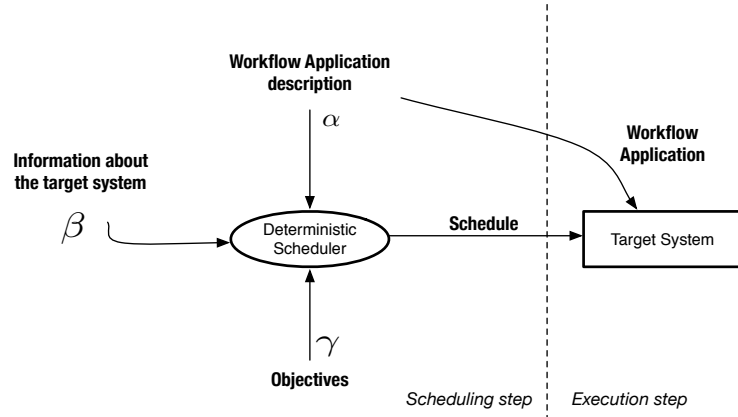 Workflow Application
description
α
Workflow
Application
Information about
the target system
β
Deterministic
Scheduler
Schedule
Target System
γ
Objectives
Scheduling step
Execution step